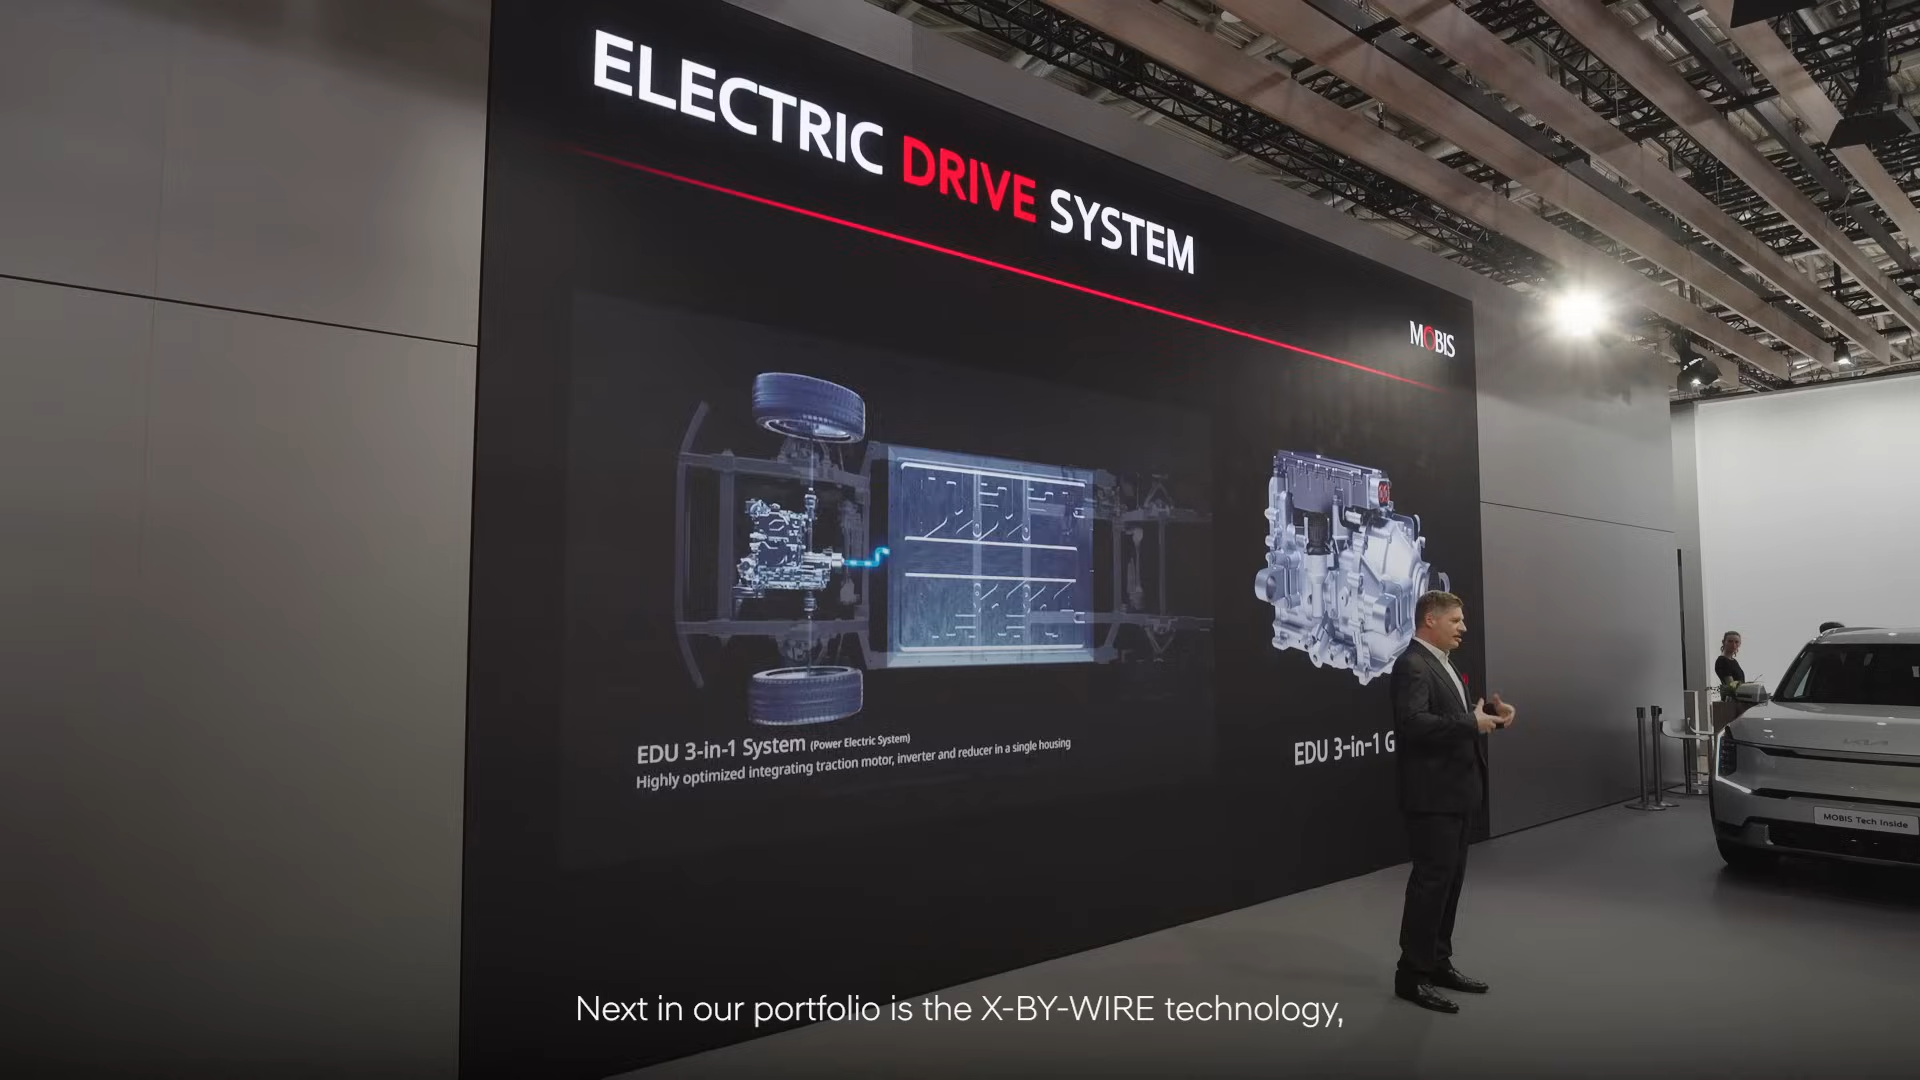 ELECTRIC DRIVE SYSTEM
MOBIS
EDU 3-in-1 System (Power Electric System)
Highly optimized integrating traction motor, inverter and reducer in a single housing
EDU 3-in-1 G
KIA
MOBIS Tech Inside
Next in our portfolio is the X-BY-WIRE technology,